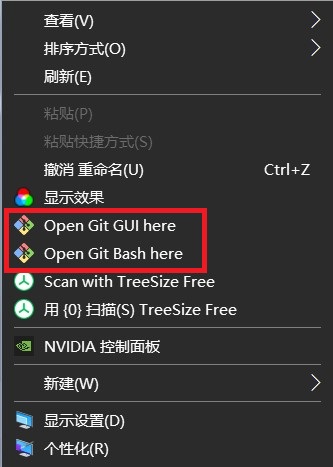 查看(V)
排序方式(O)
刷新(E)
粘贴(P)
粘贴快捷方式(S)
撤消 重命名(U) Ctrl+Z
显示效果
Open Git GUI here
Open Git Bash here
Scan with TreeSize Free
用 {0} 扫描(S) TreeSize Free
NVIDIA 控制面板
新建(W)
显示设置(D)
个性化(R)